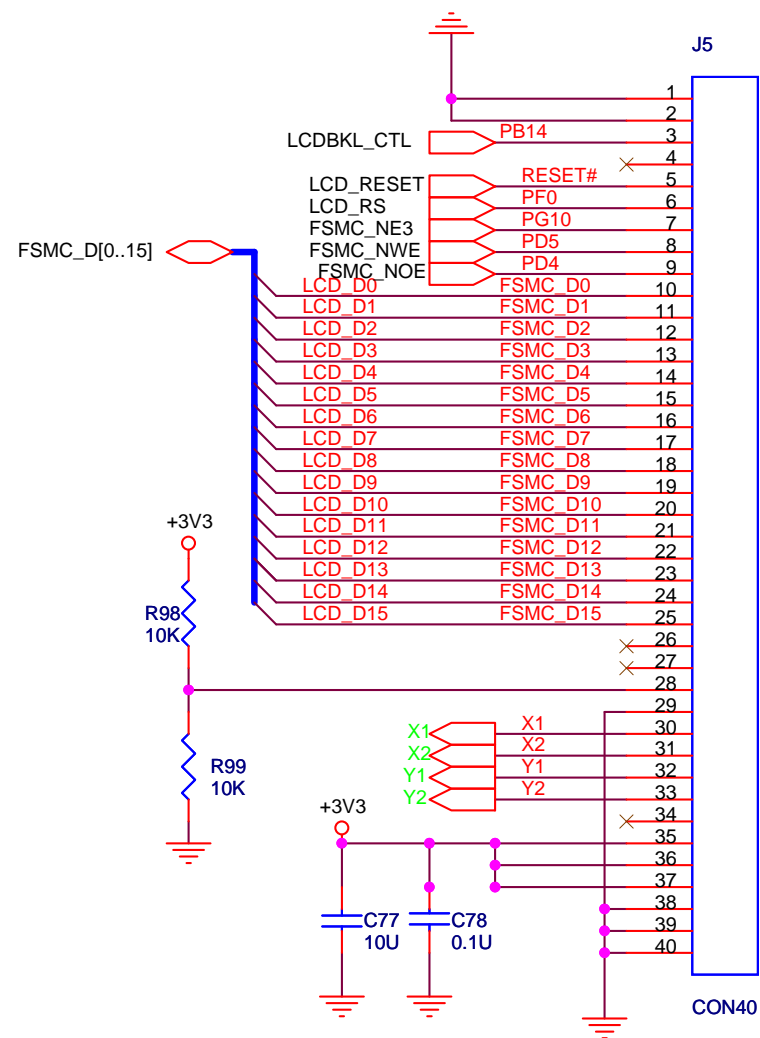 J5
1
2
LCDBKL_CTL PB14 3
4
LCD_RESET RESET# 5
LCD_RS PF0 6
FSMC_NE3 PG10 7
FSMC_D[0..15] FSMC_NWE PD5 8
FSMC_NOE PD4 9
LCD_D0 FSMC_D0 10
LCD_D1 FSMC_D1 11
LCD_D2 FSMC_D2 12
LCD_D3 FSMC_D3 13
LCD_D4 FSMC_D4 14
LCD_D5 FSMC_D5 15
LCD_D6 FSMC_D6 16
LCD_D7 FSMC_D7 17
LCD_D8 FSMC_D8 18
LCD_D9 FSMC_D9 19
LCD_D10 FSMC_D10 20
+3V3 LCD_D11 FSMC_D11 21
LCD_D12 FSMC_D12 22
LCD_D13 FSMC_D13 23
LCD_D14 FSMC_D14 24
R98 LCD_D15 FSMC_D15 25
10K 26
27
28
29
X1 X1 30
X2 X2 31
R99 Y1 Y1 32
10K Y2 Y2 33
+3V3 34
35
36
37
C77 C78 38
10U 0.1U 39
40
CON40